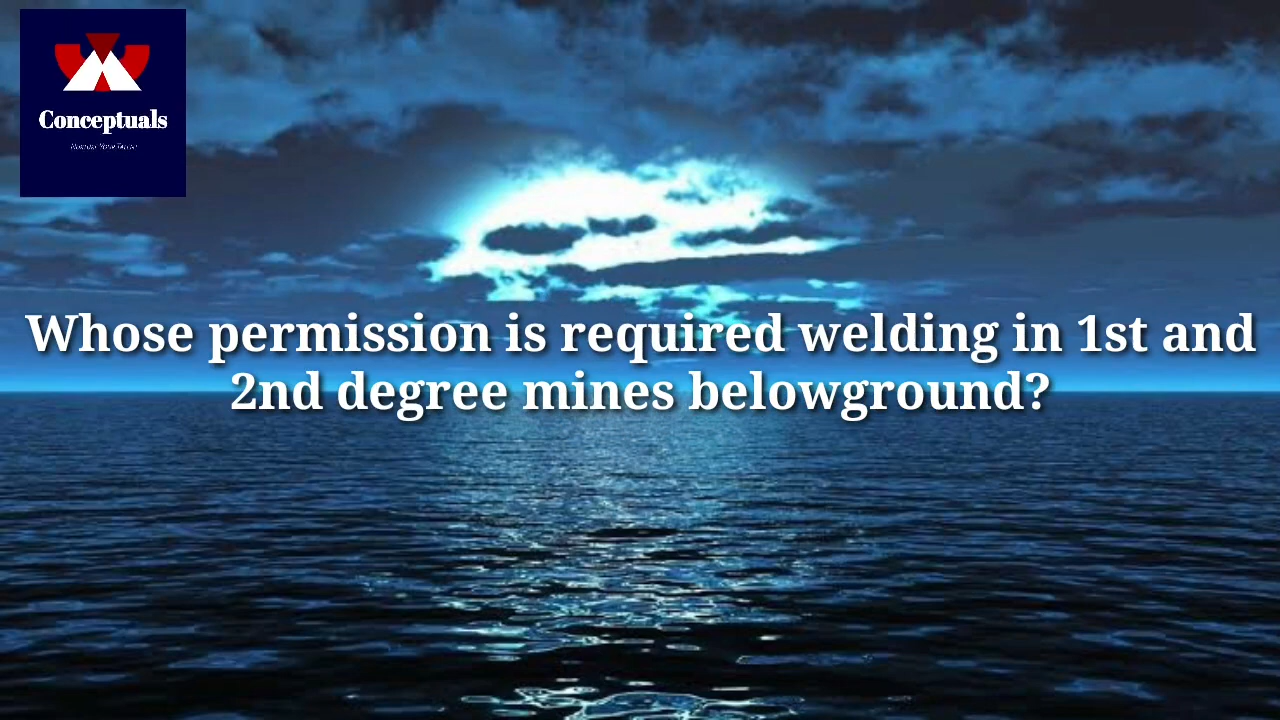 Conceptuals
Whose permission is required welding in 1st and
2nd degree mines belowground?